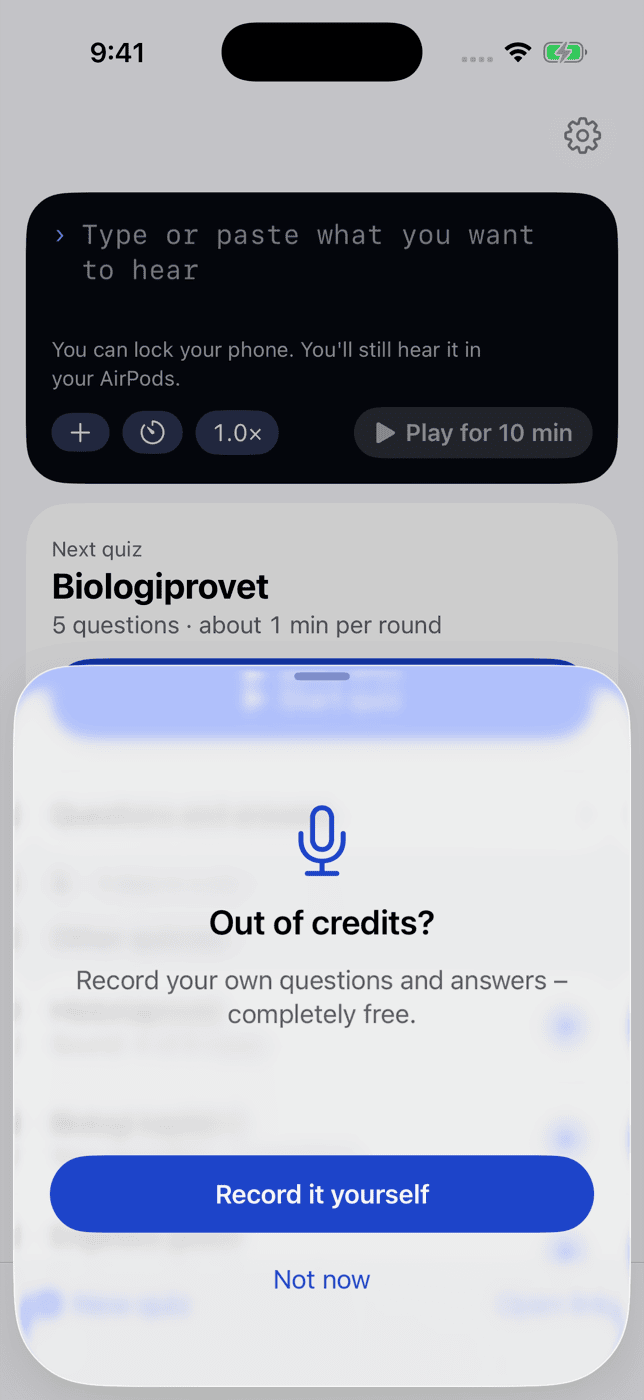 9:41
› Type or paste what you want
to hear
You can lock your phone. You'll still hear it in
your AirPods.
1.0×
Play for 10 min
Next quiz
Biologiprovet
5 questions · about 1 min per round
Out of credits?
Record your own questions and answers –
completely free.
Record it yourself
Not now